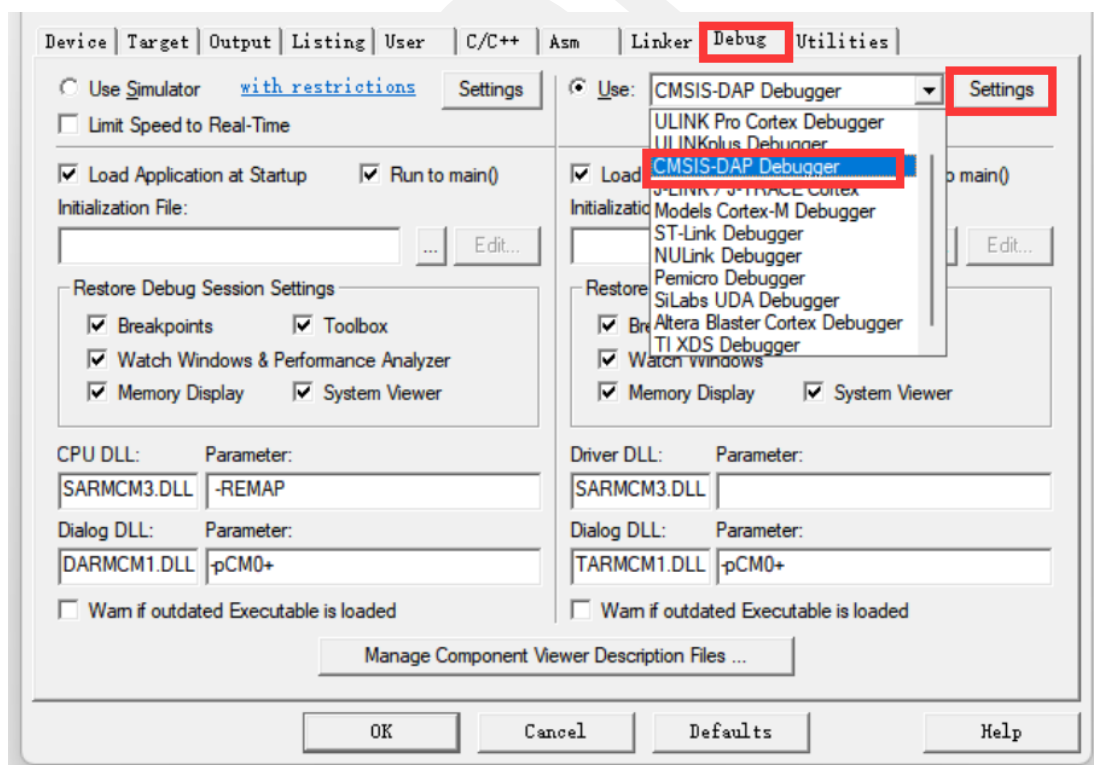 Device Target Output Listing User C/C++ Asm Linker Debug Utilities
Use Simulator with restrictions Settings Use: CMSIS-DAP Debugger Settings
Limit Speed to Real-Time
ULINK Pro Cortex Debugger
ULINKplus Debugger
CMSIS-DAP Debugger
J-LINK / J-TRACE Cortex
Models Cortex-M Debugger
ST-Link Debugger
NULink Debugger
Pemicro Debugger
SiLabs UDA Debugger
Altera Blaster Cortex Debugger
TI XDS Debugger
Load Application at Startup Run to main() Load o main()
Initialization File: Initializatio
... Edit... Edit...
Restore Debug Session Settings Restore
Breakpoints Toolbox Bre
Watch Windows & Performance Analyzer Watch Windows
Memory Display System Viewer Memory Display System Viewer
CPU DLL: Parameter: Driver DLL: Parameter:
SARMCM3.DLL -REMAP SARMCM3.DLL
Dialog DLL: Parameter: Dialog DLL: Parameter:
DARMCM1.DLL -pCM0+ TARMCM1.DLL -pCM0+
Warn if outdated Executable is loaded Warn if outdated Executable is loaded
Manage Component Viewer Description Files ...
OK Cancel Defaults Help